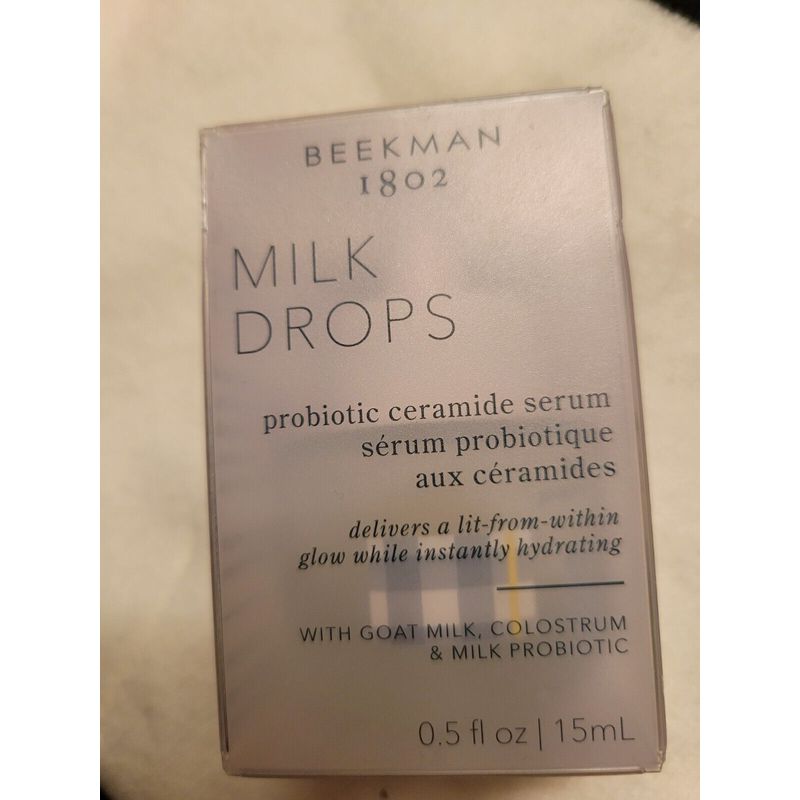 BEEKMAN
1802
MILK
DROPS
probiotic ceramide serum
sérum probiotique
aux céramides
delivers a lit-from-within
glow while instantly hydrating
WITH GOAT MILK, COLOSTRUM
& MILK PROBIOTIC
0.5 fl oz | 15mL